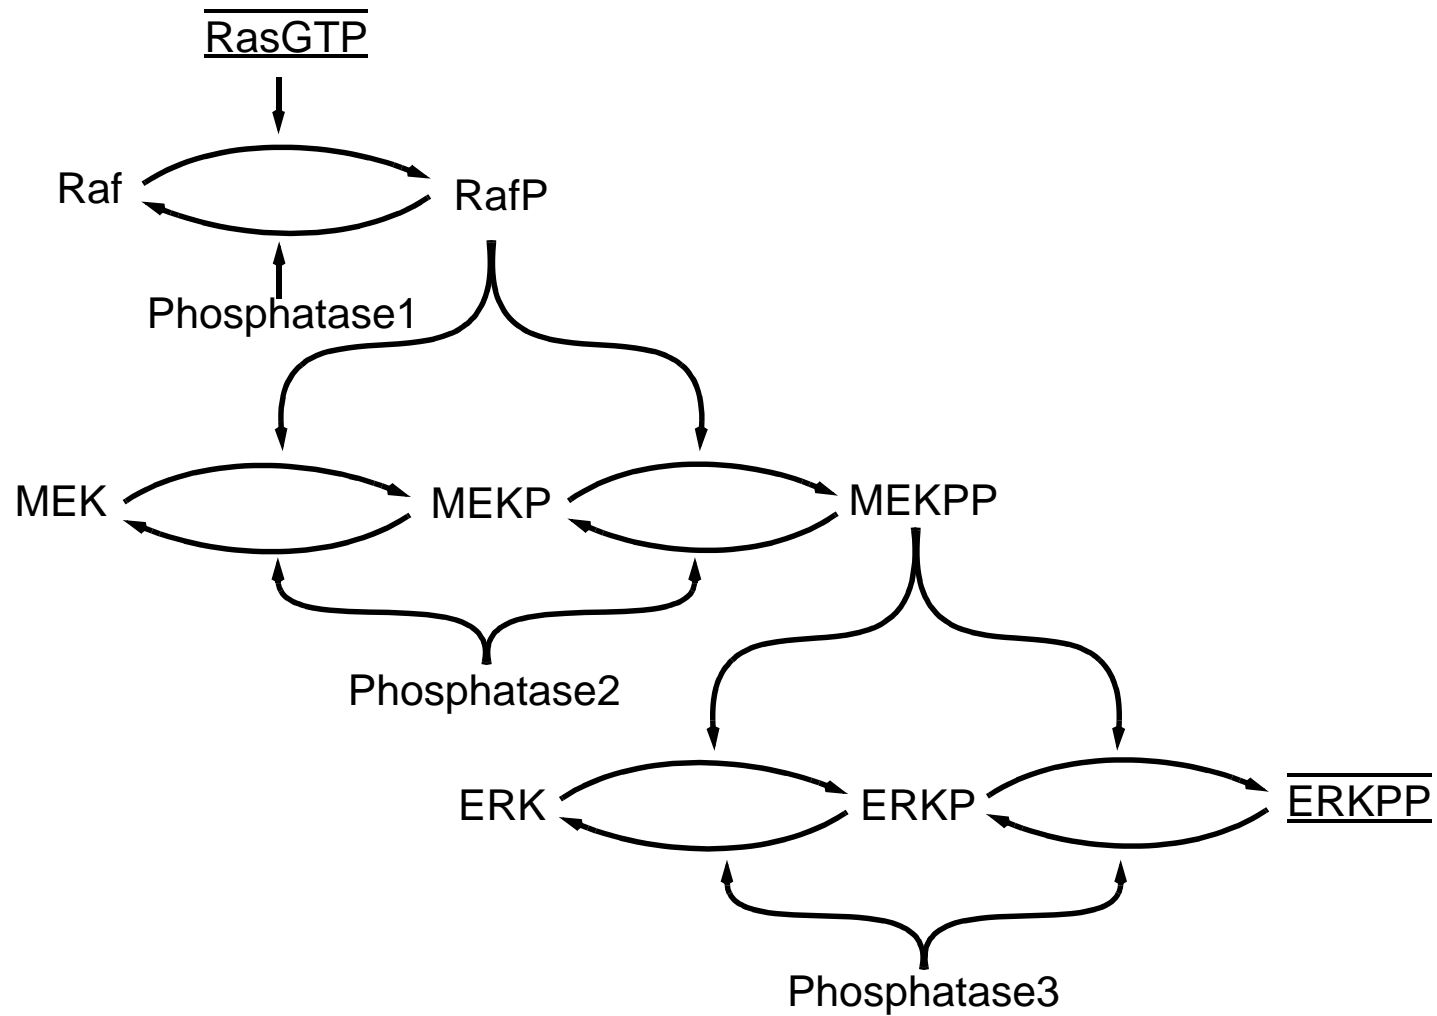 RasGTP
Raf
RafP
Phosphatase1
MEK
MEKP
MEKPP
Phosphatase2
ERK
ERKP
ERKPP
Phosphatase3